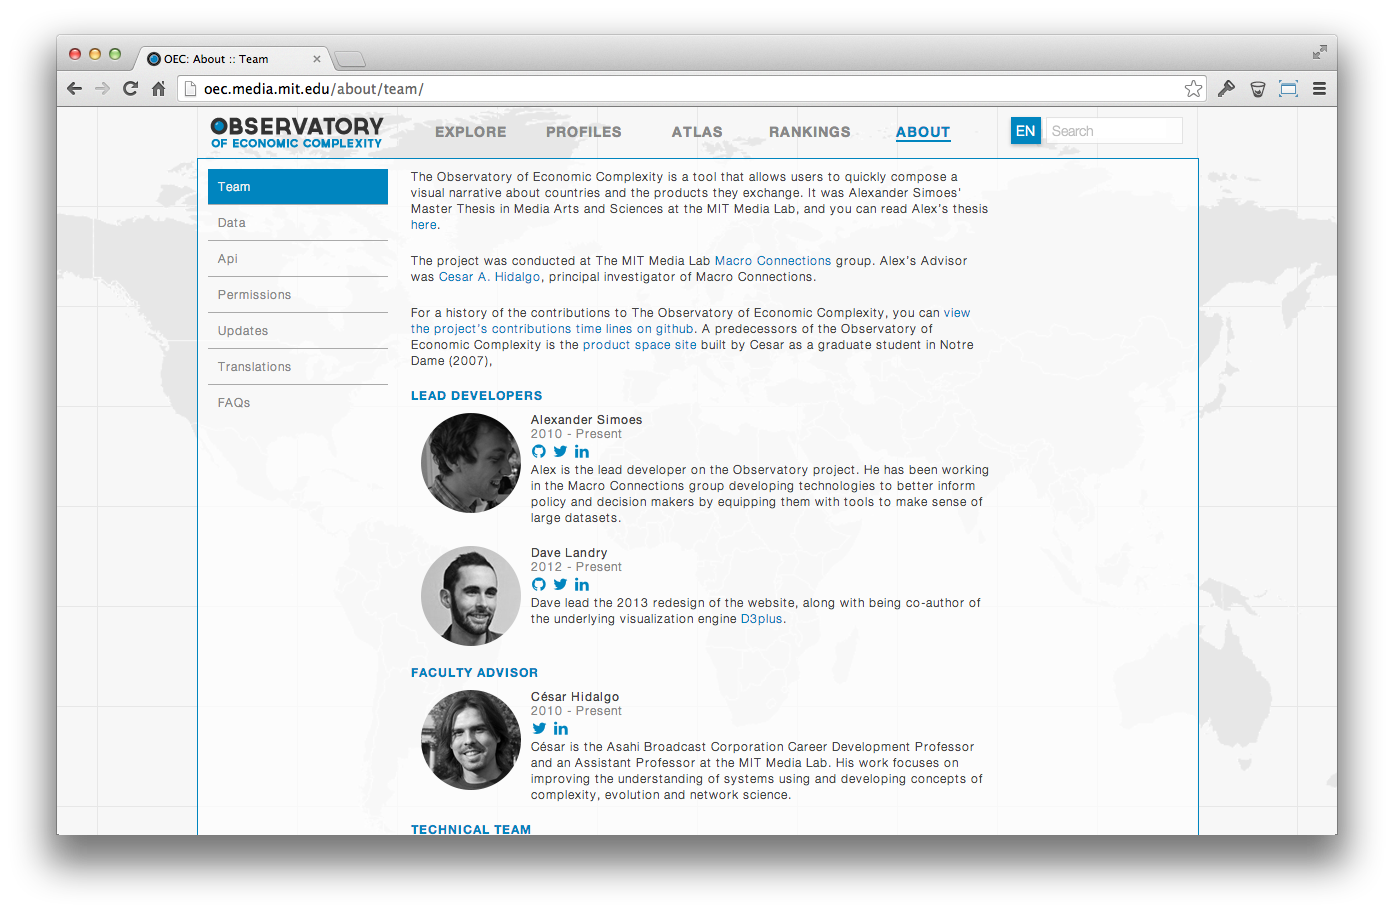 OEC: About :: Team
oec.media.mit.edu/about/team/
OBSERVATORY
OF ECONOMIC COMPLEXITY
EXPLORE
PROFILES
ATLAS
RANKINGS
ABOUT
EN
Search
Team
Data
Api
Permissions
Updates
Translations
FAQs
The Observatory of Economic Complexity is a tool that allows users to quickly compose a
visual narrative about countries and the products they exchange. It was Alexander Simoes'
Master Thesis in Media Arts and Sciences at the MIT Media Lab, and you can read Alex's thesis
here.
The project was conducted at The MIT Media Lab Macro Connections group. Alex's Advisor
was Cesar A. Hidalgo, principal investigator of Macro Connections.
For a history of the contributions to The Observatory of Economic Complexity, you can view
the project's contributions time lines on github. A predecessors of the Observatory of
Economic Complexity is the product space site built by Cesar as a graduate student in Notre
Dame (2007),
LEAD DEVELOPERS
Alexander Simoes
2010 - Present
in
Alex is the lead developer on the Observatory project. He has been working
in the Macro Connections group developing technologies to better inform
policy and decision makers by equipping them with tools to make sense of
large datasets.
Dave Landry
2012 - Present
in
Dave lead the 2013 redesign of the website, along with being co-author of
the underlying visualization engine D3plus.
FACULTY ADVISOR
César Hidalgo
2010 - Present
in
César is the Asahi Broadcast Corporation Career Development Professor
and an Assistant Professor at the MIT Media Lab. His work focuses on
improving the understanding of systems using and developing concepts of
complexity, evolution and network science.
TECHNICAL TEAM